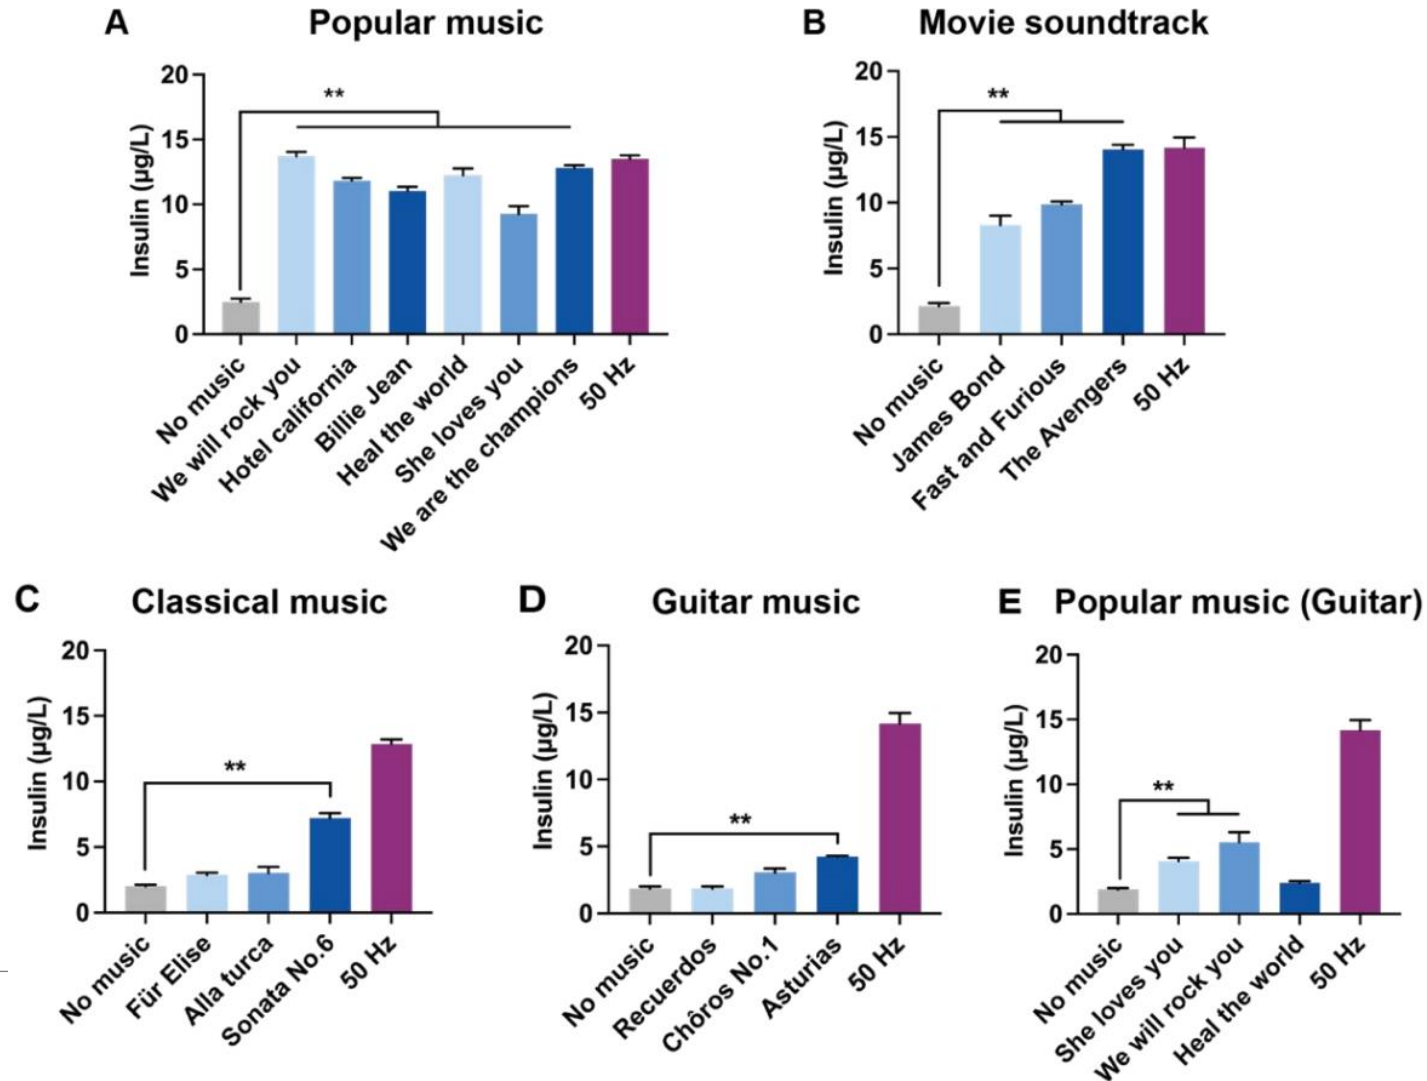 A Popular music
20
15
10
5
0
Insulin (µg/L)
**
No music
We will rock you
Hotel california
Billie Jean
Heal the world
She loves you
We are the champions
50 Hz
B Movie soundtrack
20
15
10
5
0
Insulin (µg/L)
**
No music
James Bond
Fast and Furious
The Avengers
50 Hz
C Classical music
20
15
10
5
0
Insulin (µg/L)
**
No music
Für Elise
Alla turca
Sonata No.6
50 Hz
D Guitar music
20
15
10
5
0
Insulin (µg/L)
**
No music
Recuerdos
Chôros No.1
Asturias
50 Hz
E Popular music (Guitar)
20
15
10
5
0
Insulin (µg/L)
**
No music
She loves you
We will rock you
Heal the world
50 Hz